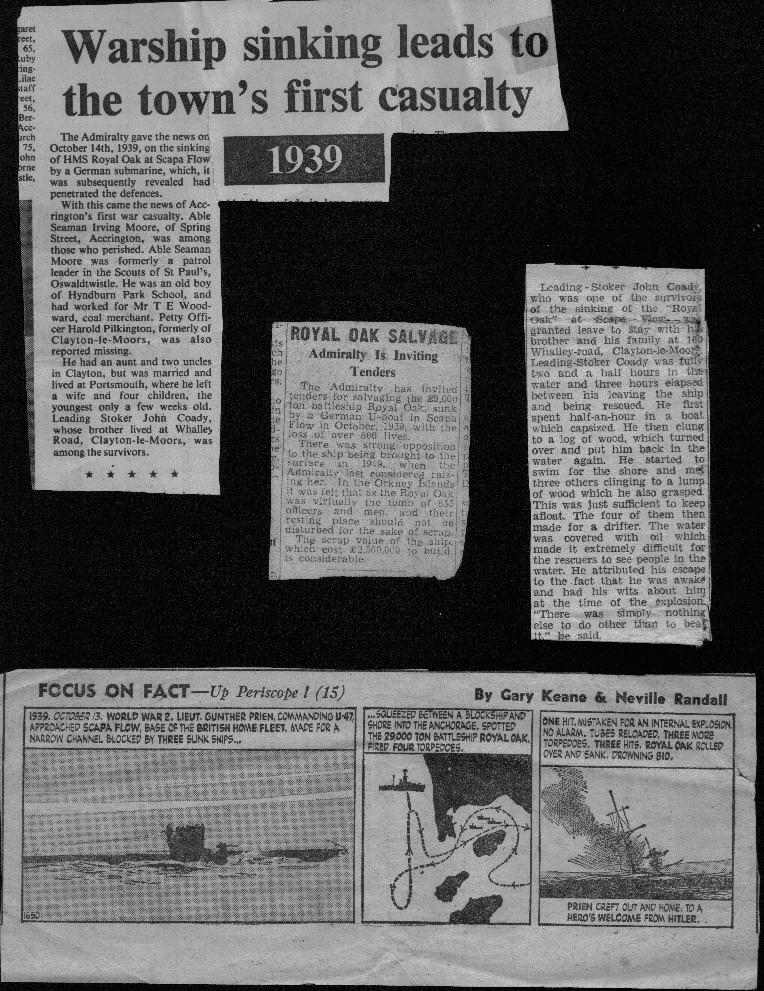 garet
reet,
65,
Ruby
ing-
Lilac
staff
reet,
56,
Ber-
Acc-
urch
75,
ohn
orne
stle,
Warship sinking leads to
the town's first casualty
1939
The Admiralty gave the news on
October 14th, 1939, on the sinking
of HMS Royal Oak at Scapa Flow
by a German submarine, which, it
was subsequently revealed had
penetrated the defences.
With this came the news of Acc-
rington's first war casualty. Able
Seaman Irving Moore, of Spring
Street, Accrington, was among
those who perished. Able Seaman
Moore was formerly a patrol
leader in the Scouts of St Paul's,
Oswaldtwistle. He was an old boy
of Hyndburn Park School, and
had worked for Mr T E Wood-
ward, coal merchant. Petty Offi-
cer Harold Pilkington, formerly of
Clayton-le-Moors, was also
reported missing.
He had an aunt and two uncles
in Clayton, but was married and
lived at Portsmouth, where he left
a wife and four children, the
youngest only a few weeks old.
Leading Stoker John Coady,
whose brother lived at Whalley
Road, Clayton-le-Moors, was
among the survivors.
★ ★ ★ ★ ★
ROYAL OAK SALVAGE
Admiralty Is Inviting
Tenders
The Admiralty has invited
tenders for salvaging the 29,000
ton battleship Royal Oak, sunk
by a German U-boat in Scapa
Flow in October, 1939, with the
loss of over 800 lives.
There was strong opposition
to the ship being brought to the
surface in 1948, when the
Admiralty last considered rais-
ing her. In the Orkney Islands
it was felt that as the Royal Oak
was virtually the tomb of
officers and men, and their
resting place should not be
disturbed for the sake of scrap.
The scrap value of the ship,
which cost £2,500,000 to build,
is considerable.
Leading-Stoker John Coady,
who was one of the survivors
of the sinking of the "Royal
Oak" at Scapa Flow was
granted leave to stay with his
brother and his family at
Whalley-road, Clayton-le-Moors.
Leading-Stoker Coady was fully
two and a half hours in the
water and three hours elapsed
between his leaving the ship
and being rescued. He first
spent half-an-hour in a boat
which capsized. He then clung
to a log of wood, which turned
over and put him back in the
water again. He started to
swim for the shore and met
three others clinging to a lump
of wood which he also grasped.
This was just sufficient to keep
afloat. The four of them then
made for a drifter. The water
was covered with oil which
made it extremely difficult for
the rescuers to see people in the
water. He attributed his escape
to the fact that he was awake
and had his wits about him
at the time of the explosion.
"There was simply nothing
else to do other than to beat
it," he said.
FOCUS ON FACT—Up Periscope! (15)
By Gary Keane & Neville Randall
1939. OCTOBER 13. WORLD WAR 2. LIEUT. GUNTHER PRIEN, COMMANDING U-47,
APPROACHED SCAPA FLOW, BASE OF THE BRITISH HOME FLEET, MADE FOR A
NARROW CHANNEL BLOCKED BY THREE SUNK SHIPS...
1650
...SQUEEZED BETWEEN A BLOCKSHIP AND
SHORE INTO THE ANCHORAGE, SPOTTED
THE 29,000 TON BATTLESHIP ROYAL OAK,
FIRED FOUR TORPEDOES.
ONE HIT. MISTAKEN FOR AN INTERNAL EXPLOSION.
NO ALARM. TUBES RELOADED. THREE MORE
TORPEDOES. THREE HITS. ROYAL OAK ROLLED
OVER AND SANK, DROWNING 810.
PRIEN CREPT OUT AND HOME. TO A
HERO'S WELCOME FROM HITLER.